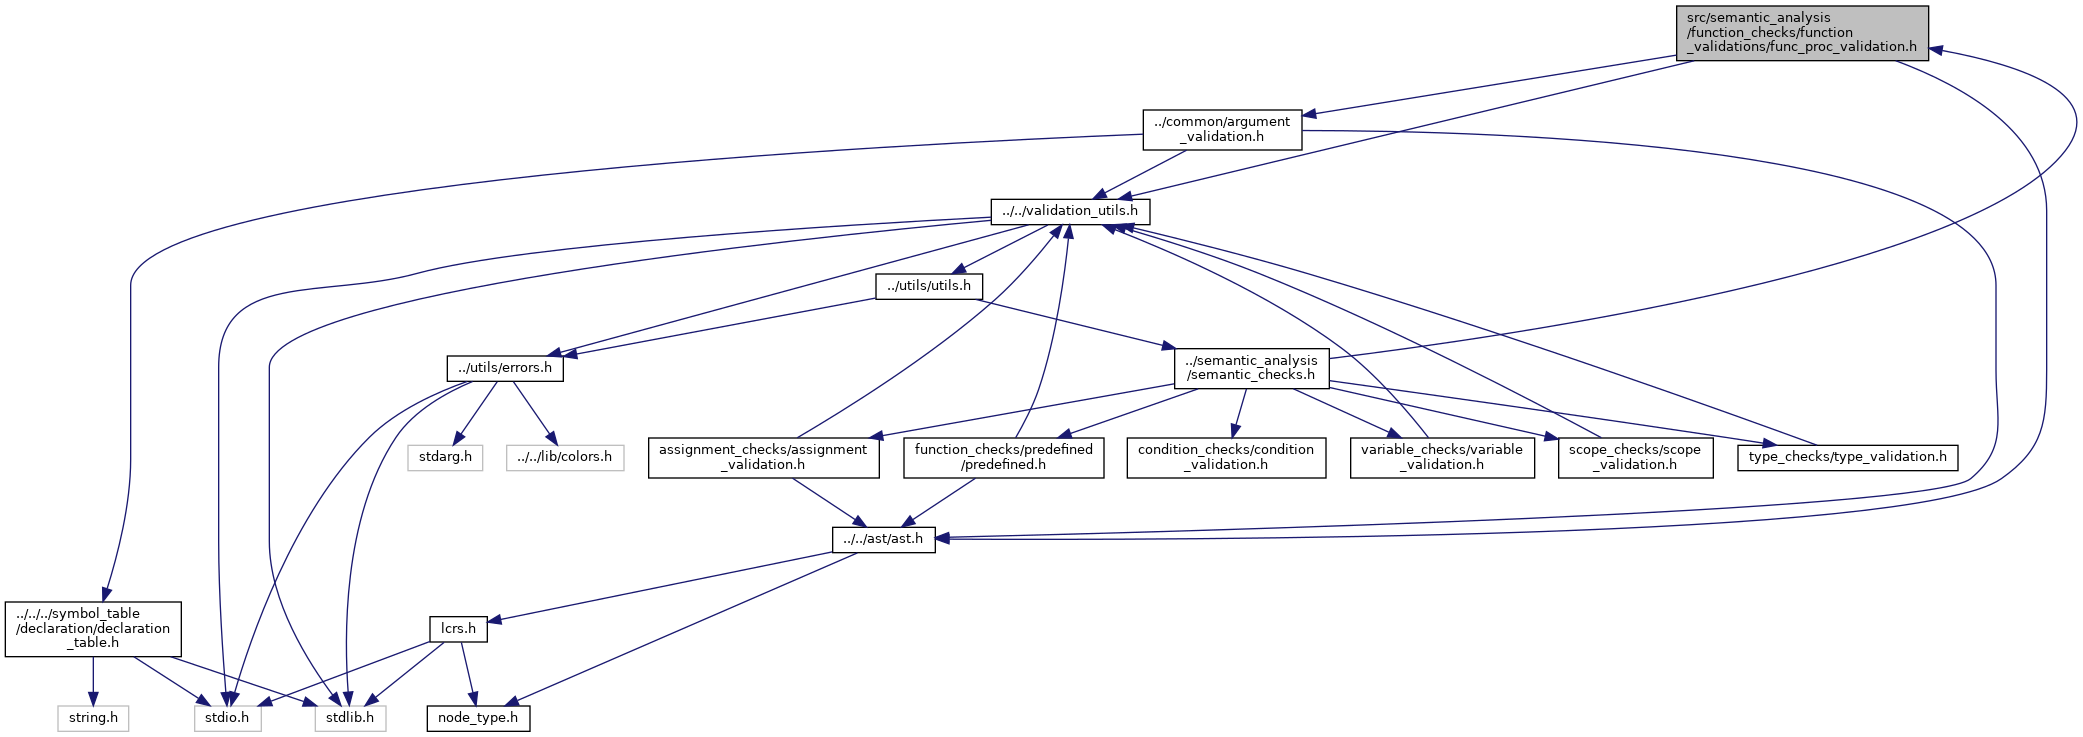 src/semantic_analysis
/function_checks/function
_validations/func_proc_validation.h
../common/argument
_validation.h
../../validation_utils.h
../utils/utils.h
../utils/errors.h
../semantic_analysis
/semantic_checks.h
stdarg.h
../../lib/colors.h
assignment_checks/assignment
_validation.h
function_checks/predefined
/predefined.h
condition_checks/condition
_validation.h
variable_checks/variable
_validation.h
scope_checks/scope
_validation.h
type_checks/type_validation.h
../../ast/ast.h
../../../symbol_table
/declaration/declaration
_table.h
lcrs.h
string.h
stdio.h
stdlib.h
node_type.h